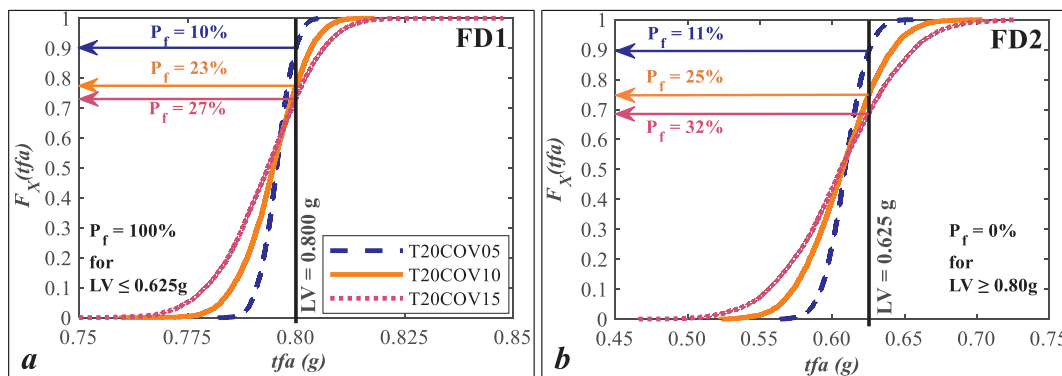 FD1
P_f = 10%
P_f = 23%
P_f = 27%
1
0.9
0.8
0.7
0.6
0.5
0.4
0.3
0.2
0.1
0
F_X(tfa)
P_f = 100%
for
LV ≤ 0.625g
LV = 0.800 g
T20COV05
T20COV10
T20COV15
0.75 0.775 0.80 0.825 0.85
tfa (g)
a
FD2
P_f = 11%
P_f = 25%
P_f = 32%
1
0.9
0.8
0.7
0.6
0.5
0.4
0.3
0.2
0.1
0
F_X(tfa)
LV = 0.625 g
P_f = 0%
for
LV ≥ 0.80g
0.45 0.50 0.55 0.60 0.65 0.70 0.75
tfa (g)
b